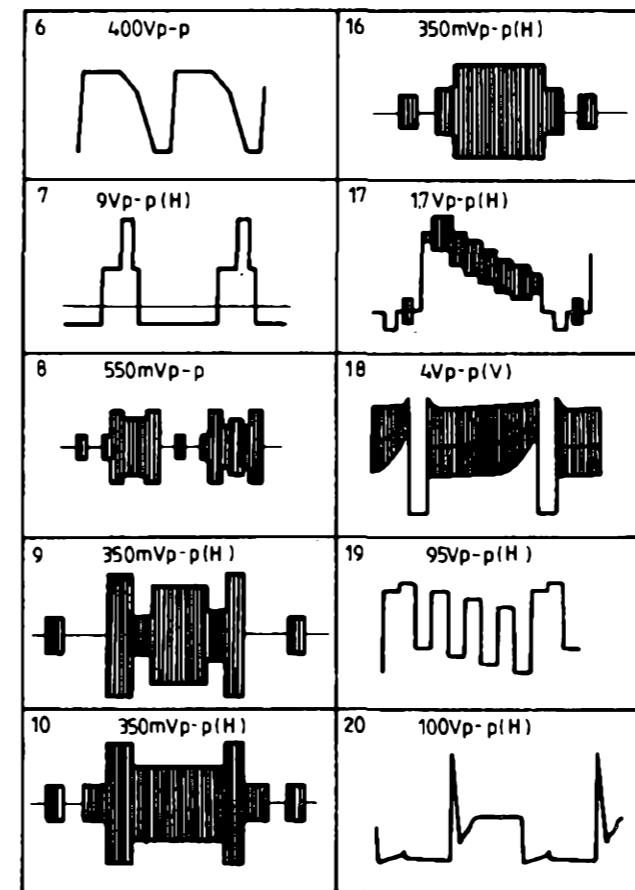 6 400Vp-p
16 350mVp-p(H)
7 9Vp-p(H)
17 1.7Vp-p(H)
8 550mVp-p
18 4Vp-p(V)
9 350mVp-p(H)
19 95Vp-p(H)
10 350mVp-p(H)
20 100Vp-p(H)